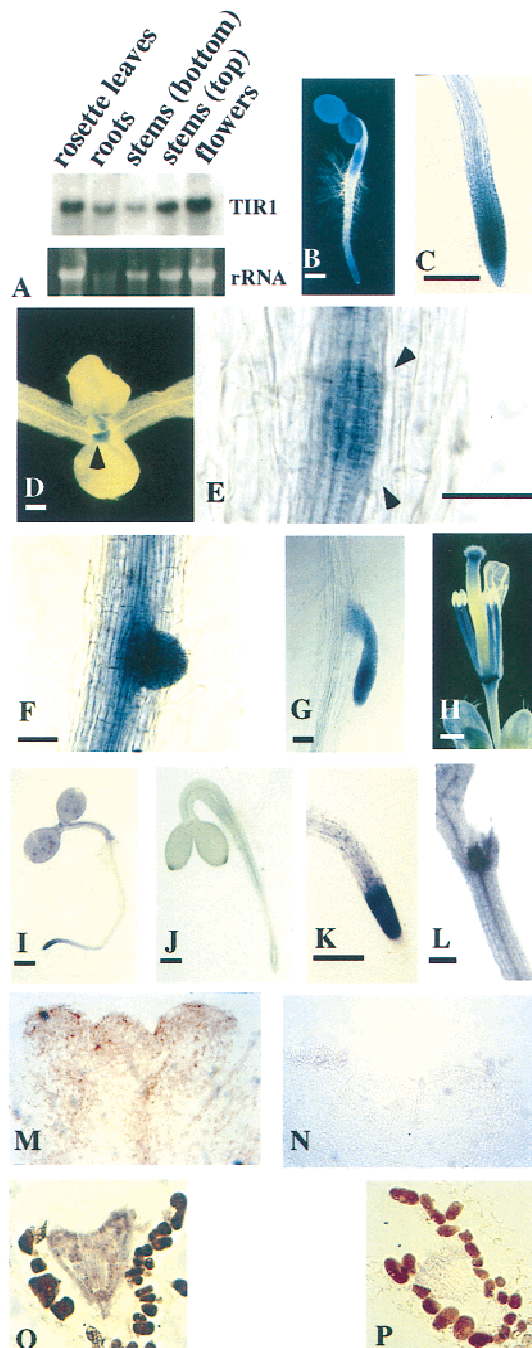 rosette leaves
roots
stems (bottom)
stems (top)
flowers
TIR1
rRNA
A
B
C
D
E
F
G
H
I
J
K
L
M
N
O
P